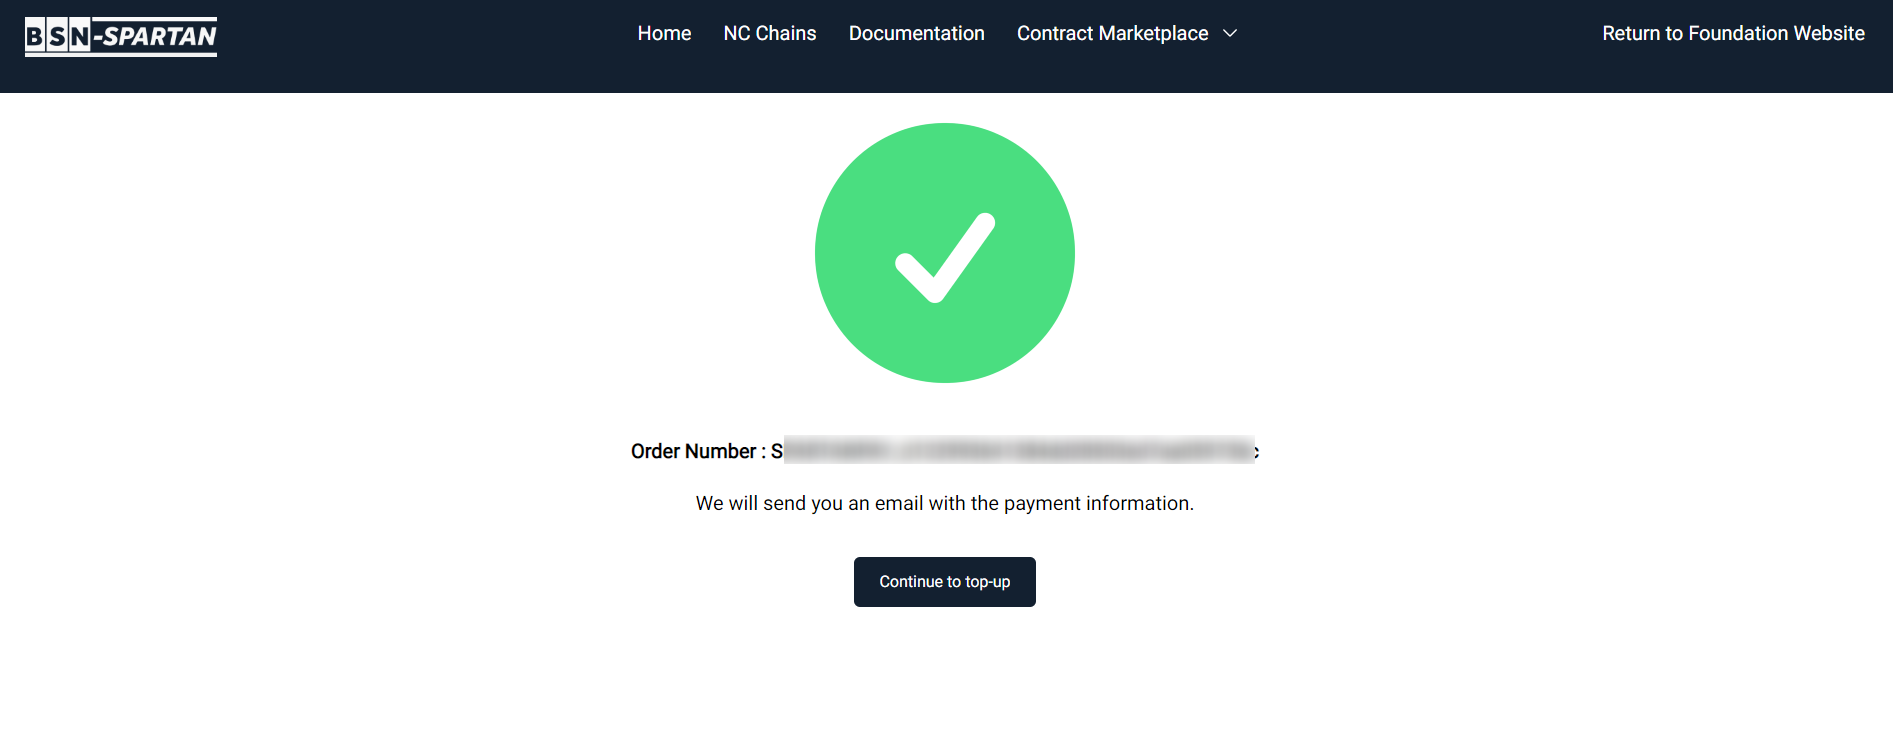 BSN-SPARTAN
Home
NC Chains
Documentation
Contract Marketplace
Return to Foundation Website
Order Number : S
We will send you an email with the payment information.
Continue to top-up